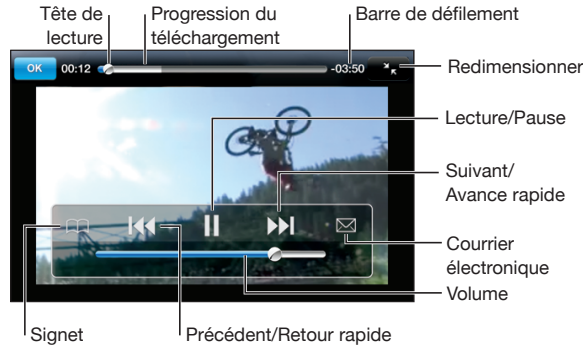 Tête de
lecture
Progression du
téléchargement
Barre de défilement
OK 00:12 -03:50
Redimensionner
Lecture/Pause
Suivant/
Avance rapide
Courrier
électronique
Volume
Signet
Précédent/Retour rapide